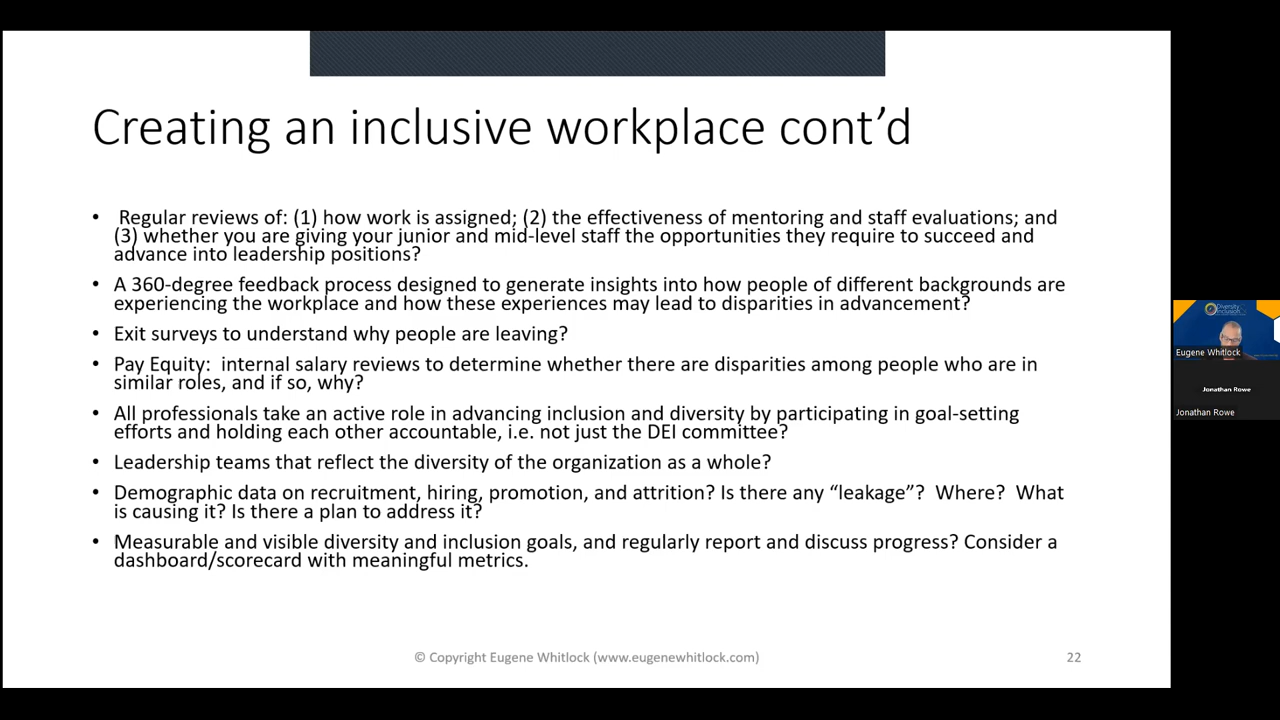 Creating an inclusive workplace cont’d
• Regular reviews of: (1) how work is assigned; (2) the effectiveness of mentoring and staff evaluations; and
(3) whether you are giving your junior and mid-level staff the opportunities they require to succeed and
advance into leadership positions?
• A 360-degree feedback process designed to generate insights into how people of different backgrounds are
experiencing the workplace and how these experiences may lead to disparities in advancement?
• Exit surveys to understand why people are leaving?
• Pay Equity:  internal salary reviews to determine whether there are disparities among people who are in
similar roles, and if so, why?
• All professionals take an active role in advancing inclusion and diversity by participating in goal-setting
efforts and holding each other accountable, i.e. not just the DEI committee?
• Leadership teams that reflect the diversity of the organization as a whole?
• Demographic data on recruitment, hiring, promotion, and attrition? Is there any “leakage”?  Where?  What
is causing it? Is there a plan to address it?
• Measurable and visible diversity and inclusion goals, and regularly report and discuss progress? Consider a
dashboard/scorecard with meaningful metrics.
© Copyright Eugene Whitlock (www.eugenewhitlock.com)
22
Diversity
Inclusion
Eugene Whitlock
Jonathan Rowe
Jonathan Rowe